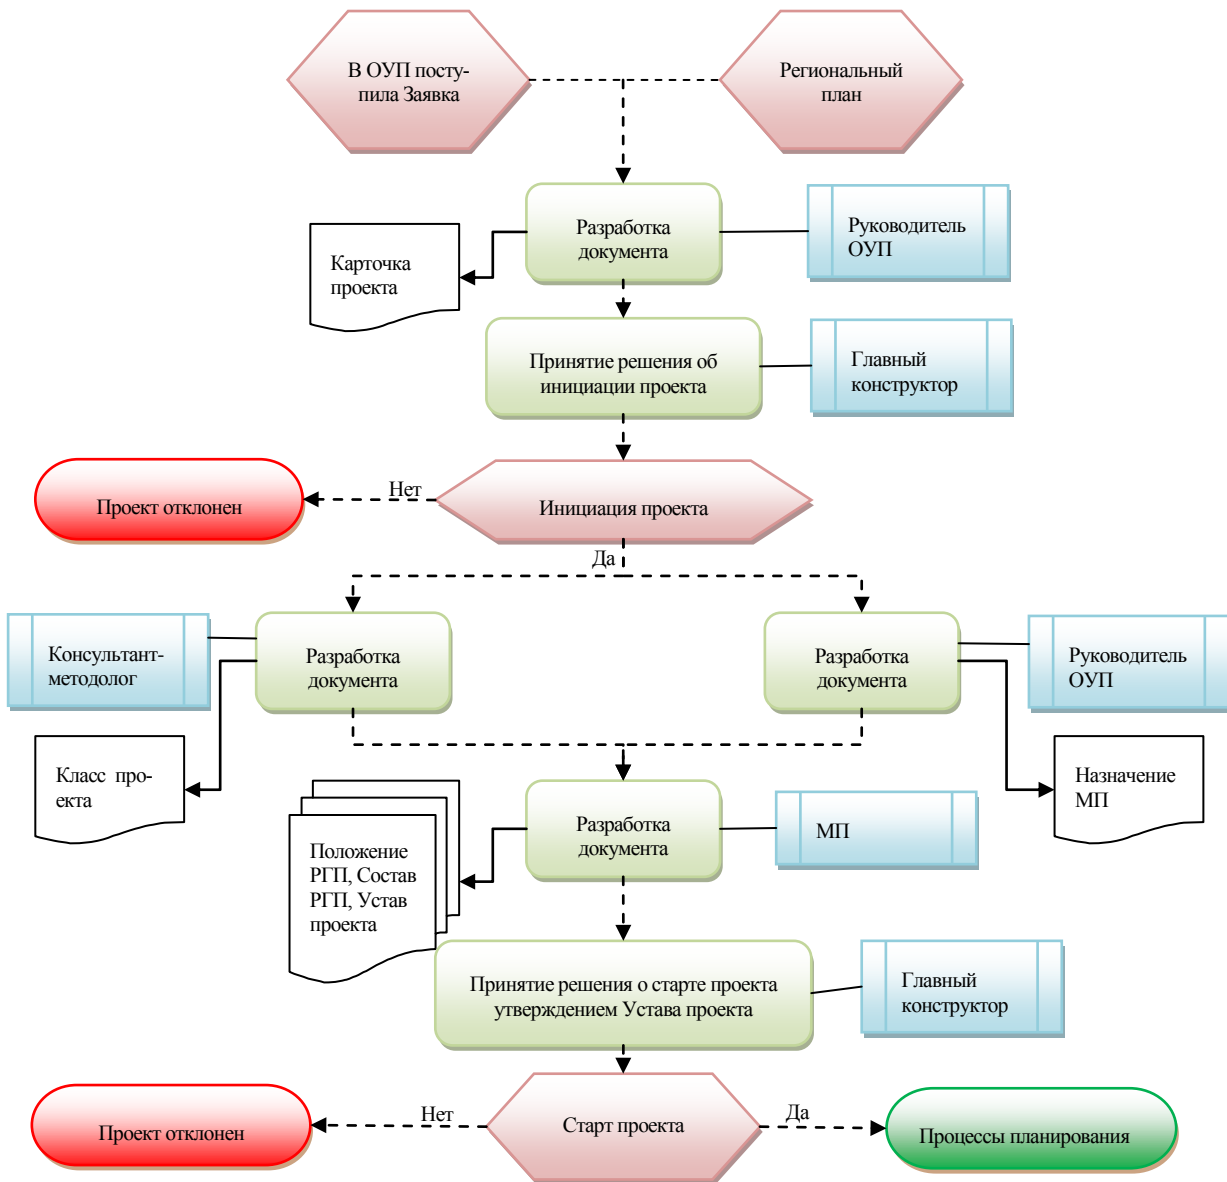 В ОУП посту-
пила Заявка
Региональный
план
Разработка
документа
Руководитель
ОУП
Карточка
проекта
Принятие решения об
инициации проекта
Главный
конструктор
Проект отклонен
Нет
Инициация проекта
Да
Консультант-
методолог
Разработка
документа
Разработка
документа
Руководитель
ОУП
Класс про-
екта
Назначение
МП
Положение
РГП, Состав
РГП, Устав
проекта
Разработка
документа
МП
Принятие решения о старте проекта
утверждением Устава проекта
Главный
конструктор
Проект отклонен
Нет
Старт проекта
Да
Процессы планирования